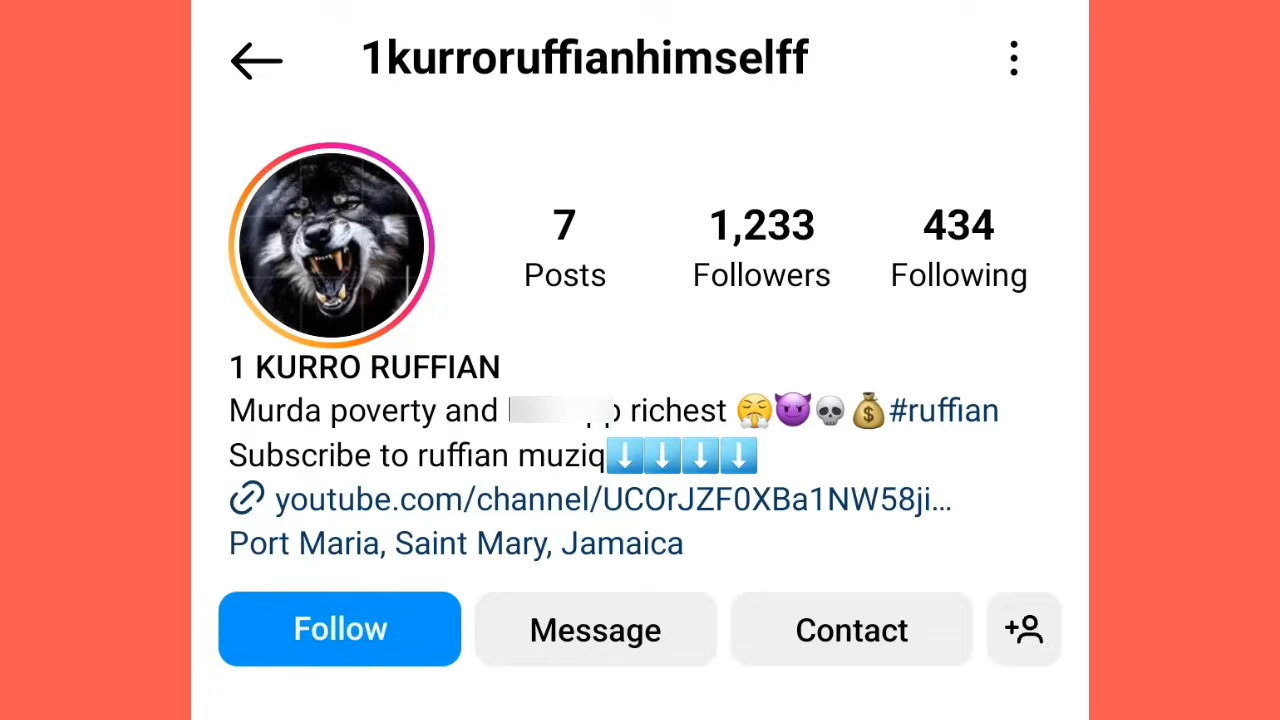 1kurroruffianhimselff
7
Posts
1,233
Followers
434
Following
1 KURRO RUFFIAN
Murda poverty and richest 😤😈💀💰#ruffian
Subscribe to ruffian muziq⬇️⬇️⬇️⬇️
youtube.com/channel/UCOrJZF0XBa1NW58ji...
Port Maria, Saint Mary, Jamaica
Follow
Message
Contact